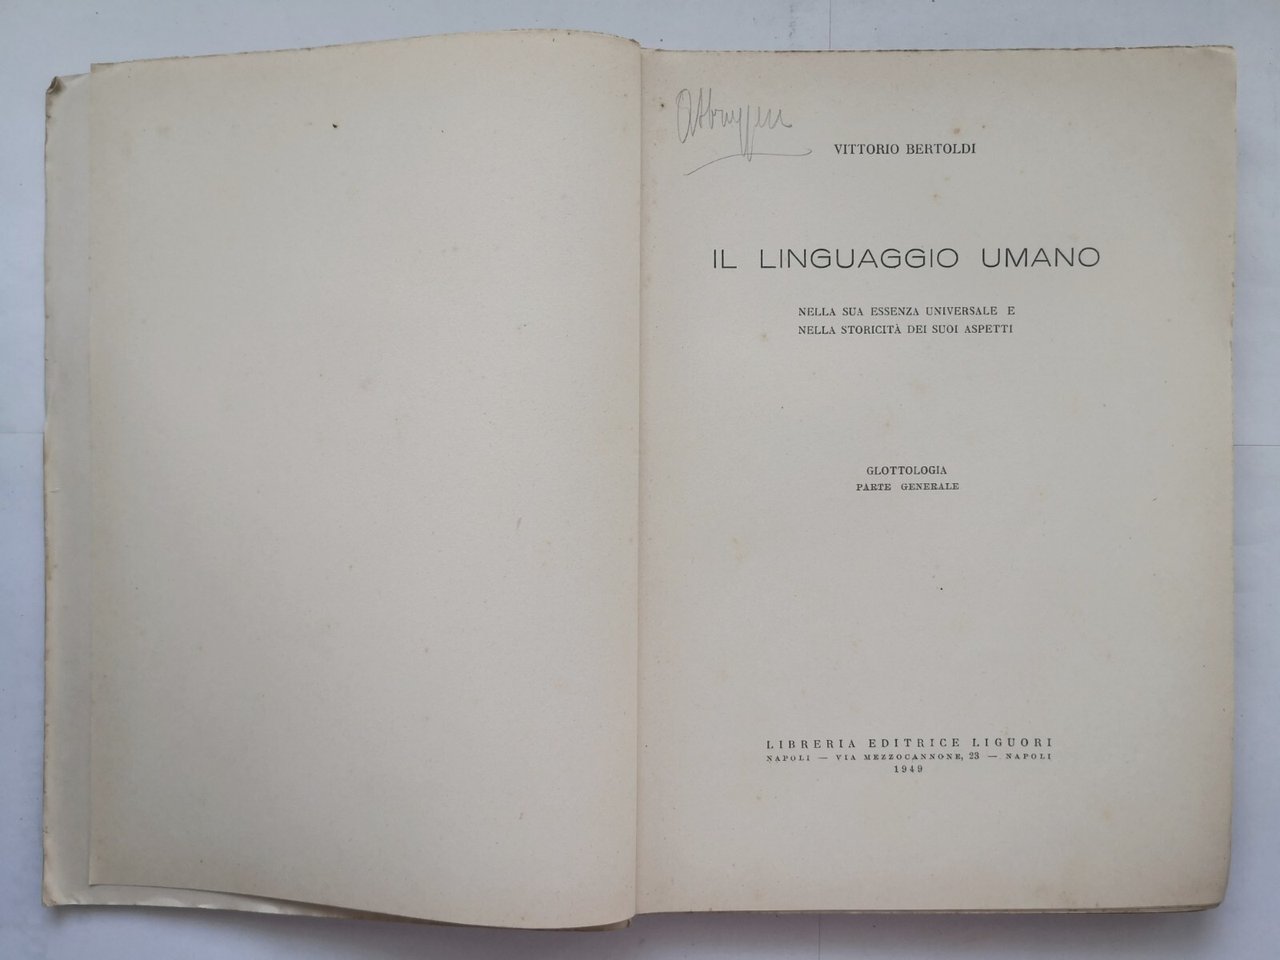 VITTORIO BERTOLDI
IL LINGUAGGIO UMANO
NELLA SUA ESSENZA UNIVERSALE E
NELLA STORICITÀ DEI SUOI ASPETTI
GLOTTOLOGIA
PARTE GENERALE
LIBRERIA EDITRICE LIGUORI
NAPOLI — VIA MEZZOCANNONE, 23 — NAPOLI
1949